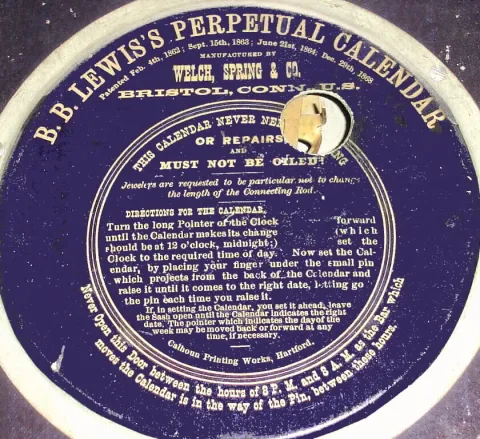 B. B. LEWIS'S PERPETUAL CALENDAR
Patented Feb. 4th, 1862; Sept. 15th, 1863; June 21st, 1864; Dec. 29th, 1868
MANUFACTURED BY
WELCH, SPRING & CO.
BRISTOL, CONN., U.S.
THIS CALENDAR NEVER
OR REPAIRS
AND
MUST NOT BE OILED!
Jewelers are requested to be particular not to change
the length of the Connecting Rod.
DIRECTIONS FOR THE CALENDAR.
Turn the long Pointer of the Clock forward
until the Calendar makes its change (which
should be at 12 o'clock, midnight;) set the
Clock to the required time of day. Now set the Cal-
endar, by placing your finger under the small pin
which projects from the back of the Calendar and
raise it until it comes to the right date, letting go
the pin each time you raise it.
If, in setting the Calendar, you set it ahead, leave
the Sash open until the Calendar indicates the right
date. The pointer which indicates the day of the
week may be moved back or forward at any
time, if necessary.
Calhoun Printing Works, Hartford.
Never Open this Door between the hours of 8 P. M. and 8 A. M. as the Bar which
moves the Calendar is in the way of the Pin, between these hours